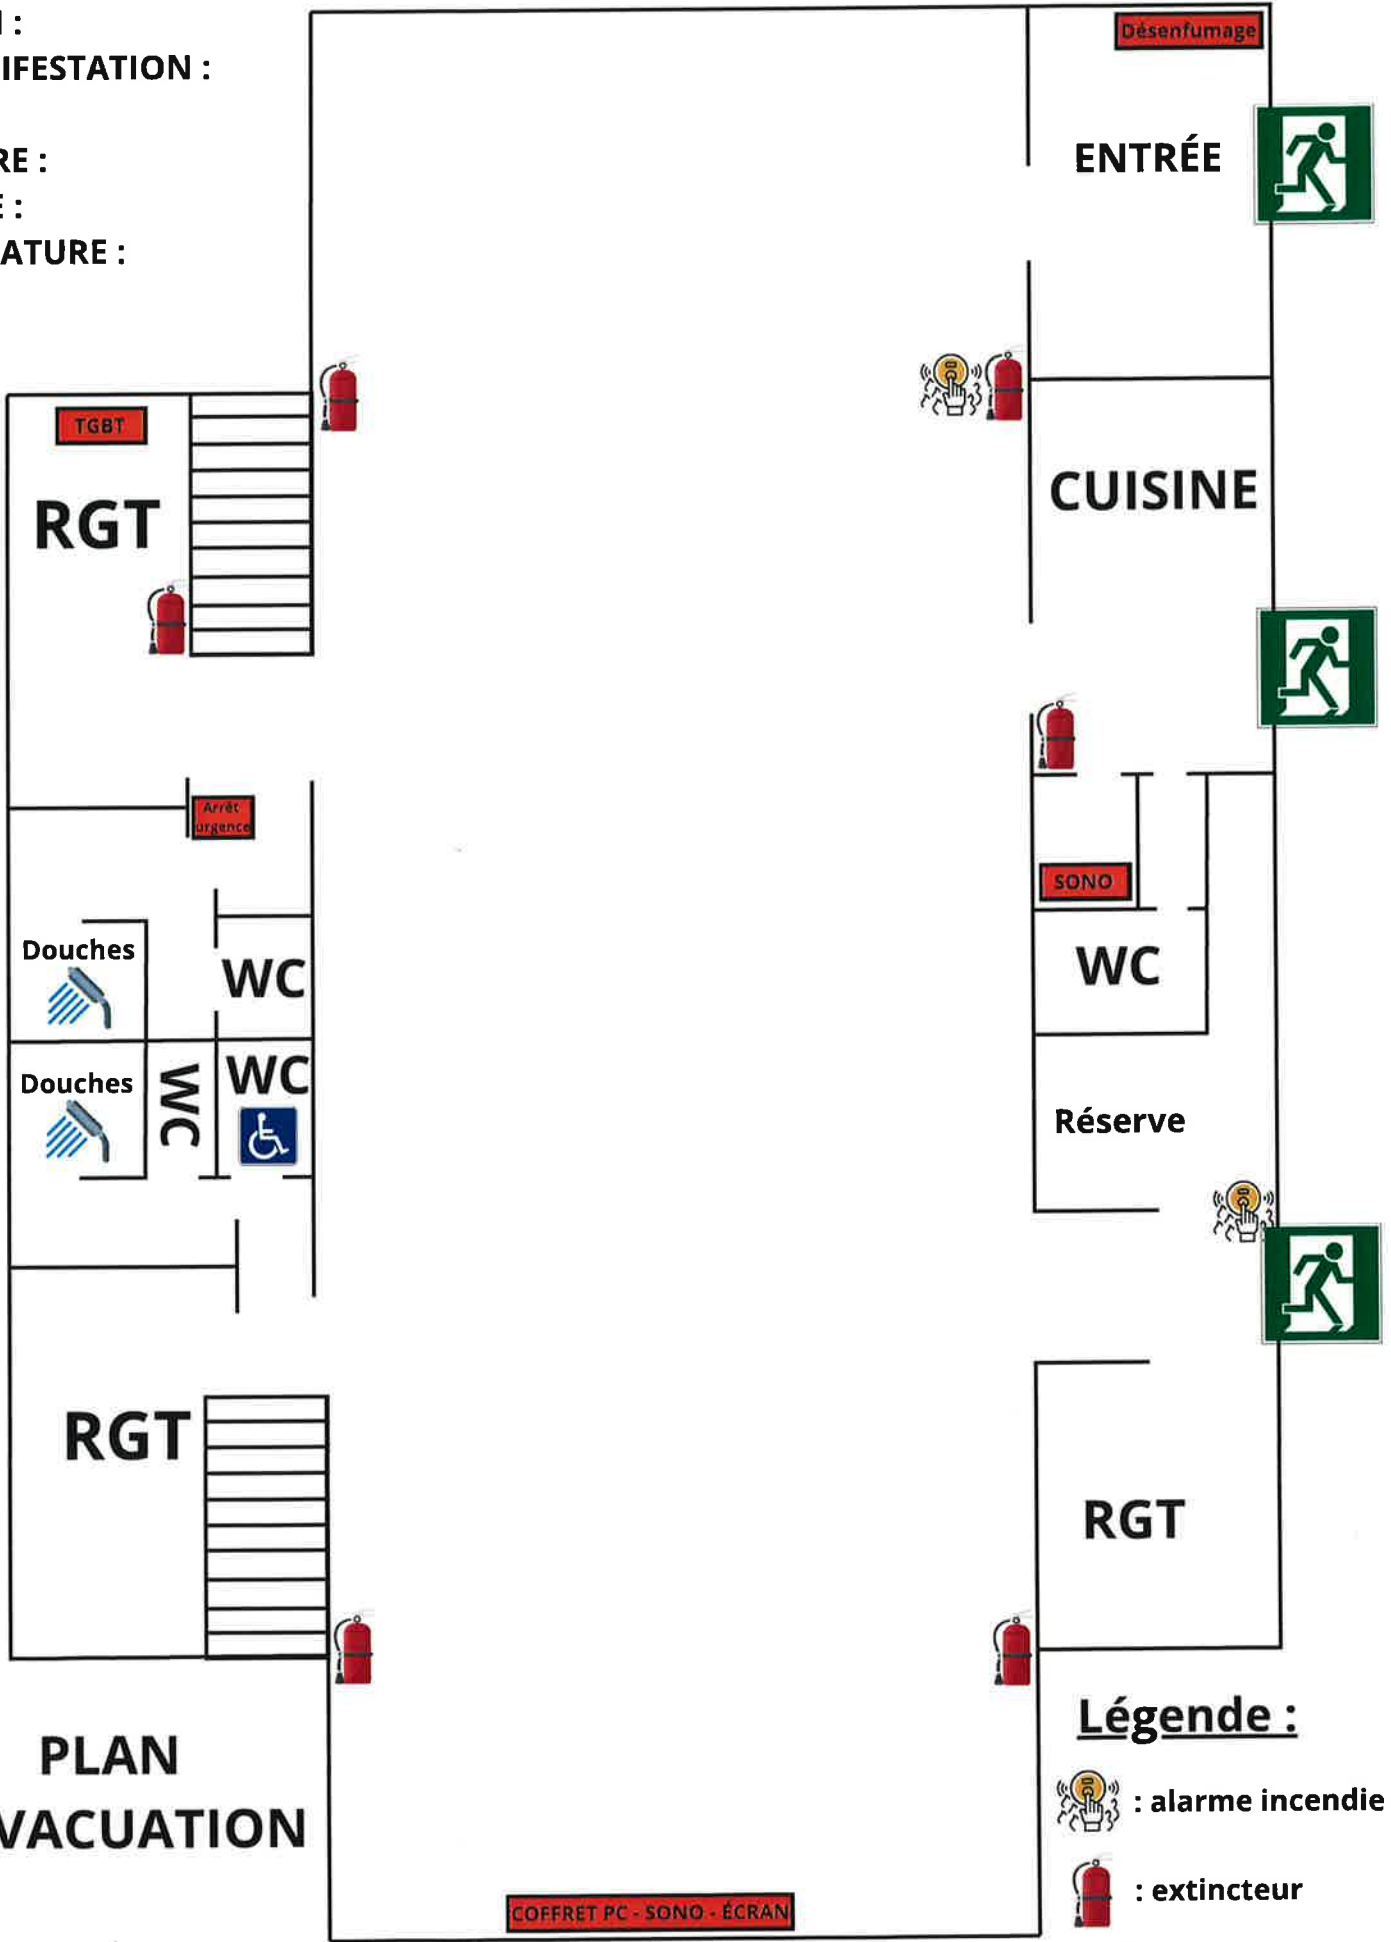 :
IFESTATION :
RE :
E :
ATURE :
Désenfumage
ENTRÉE
TGBT
RGT
CUISINE
Arrêt
urgence
SONO
Douches
WC
WC
Douches
WC
WC
Réserve
RGT
RGT
PLAN
VACUATION
Légende :
: alarme incendie
: extincteur
COFFRET PC - SONO - ÉCRAN